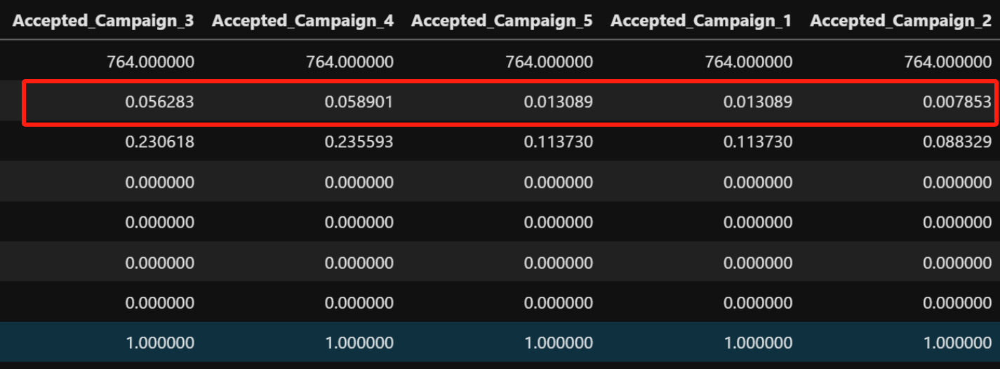 Accepted_Campaign_3 Accepted_Campaign_4 Accepted_Campaign_5 Accepted_Campaign_1 Accepted_Campaign_2
764.000000 764.000000 764.000000 764.000000 764.000000
0.056283 0.058901 0.013089 0.013089 0.007853
0.230618 0.235593 0.113730 0.113730 0.088329
0.000000 0.000000 0.000000 0.000000 0.000000
0.000000 0.000000 0.000000 0.000000 0.000000
0.000000 0.000000 0.000000 0.000000 0.000000
0.000000 0.000000 0.000000 0.000000 0.000000
1.000000 1.000000 1.000000 1.000000 1.000000